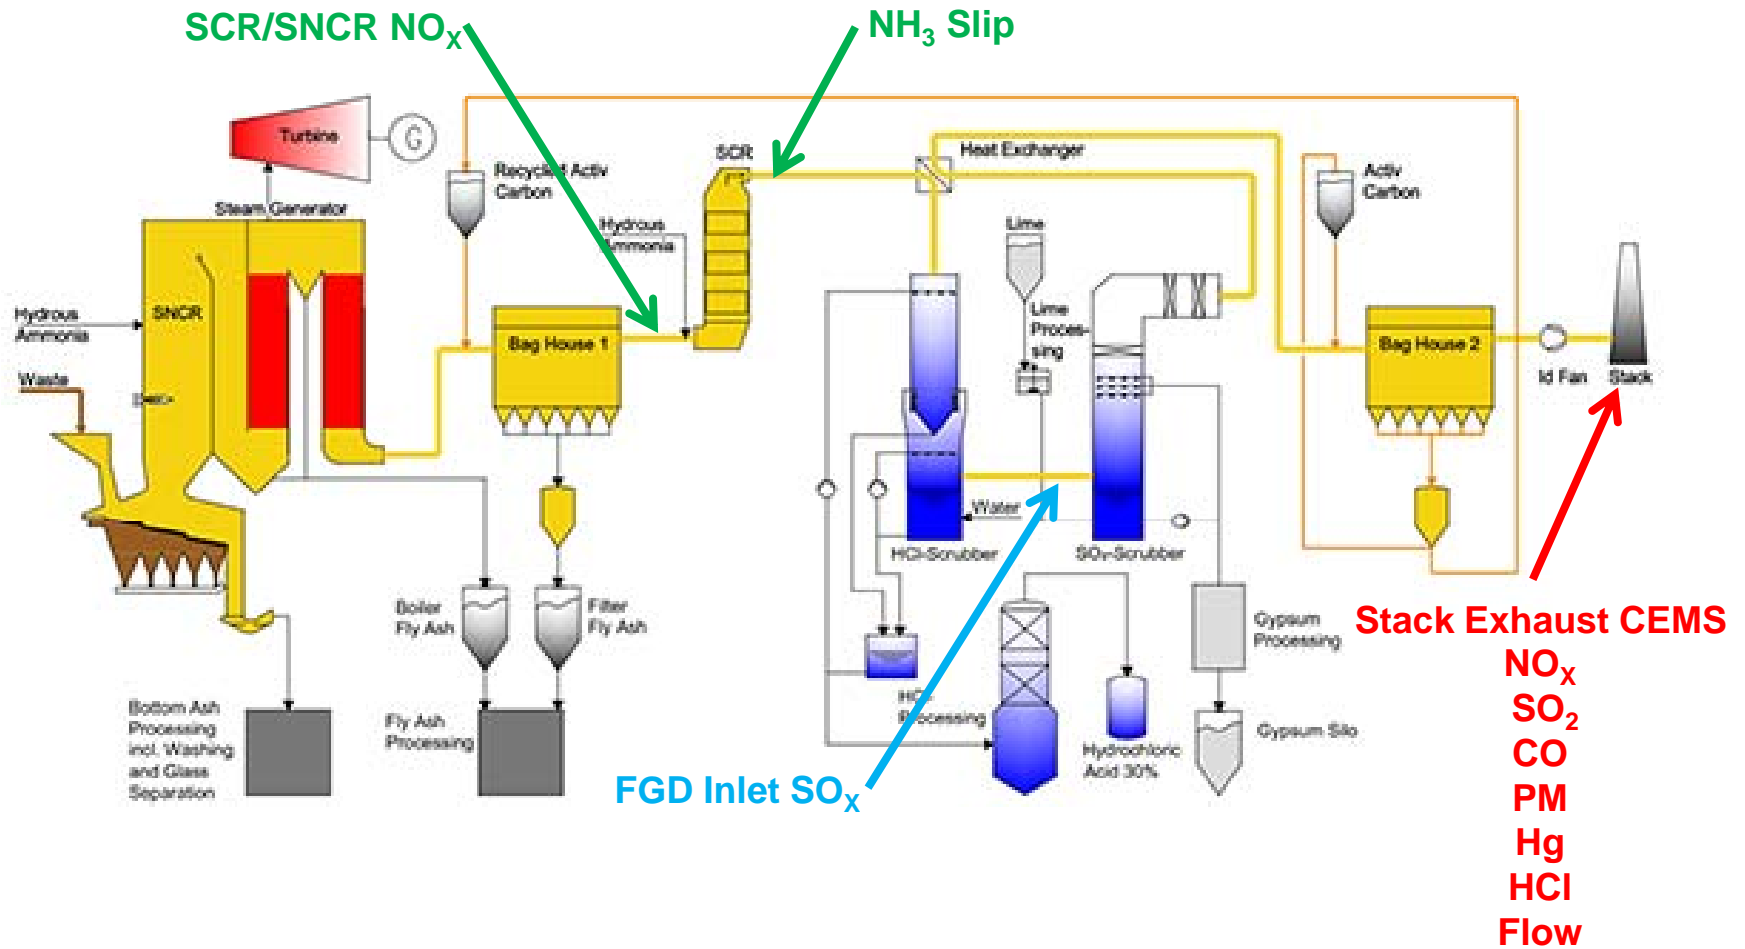 SCR/SNCR NOX
NH3 Slip
Turbine
G
SCR
Heat Exchanger
Recycled Activ
Carbon
Activ
Carbon
Steam Generator
Hydrous
Ammonia
Lime
SNCR
Hydrous
Ammonia
Lime
Proces-
sing
Bag House 1
Bag House 2
Id Fan
Stack
Waste
Water
HCl-Scrubber
SO2-Scrubber
Boiler
Fly Ash
Filter
Fly Ash
Gypsum
Processing
Stack Exhaust CEMS
NOX
SO2
CO
PM
Hg
HCl
Flow
Bottom Ash
Processing
incl. Washing
and Glass
Separation
Fly Ash
Processing
Processing
Hydrochloric
Acid 30%
Gypsum Silo
FGD Inlet SOX